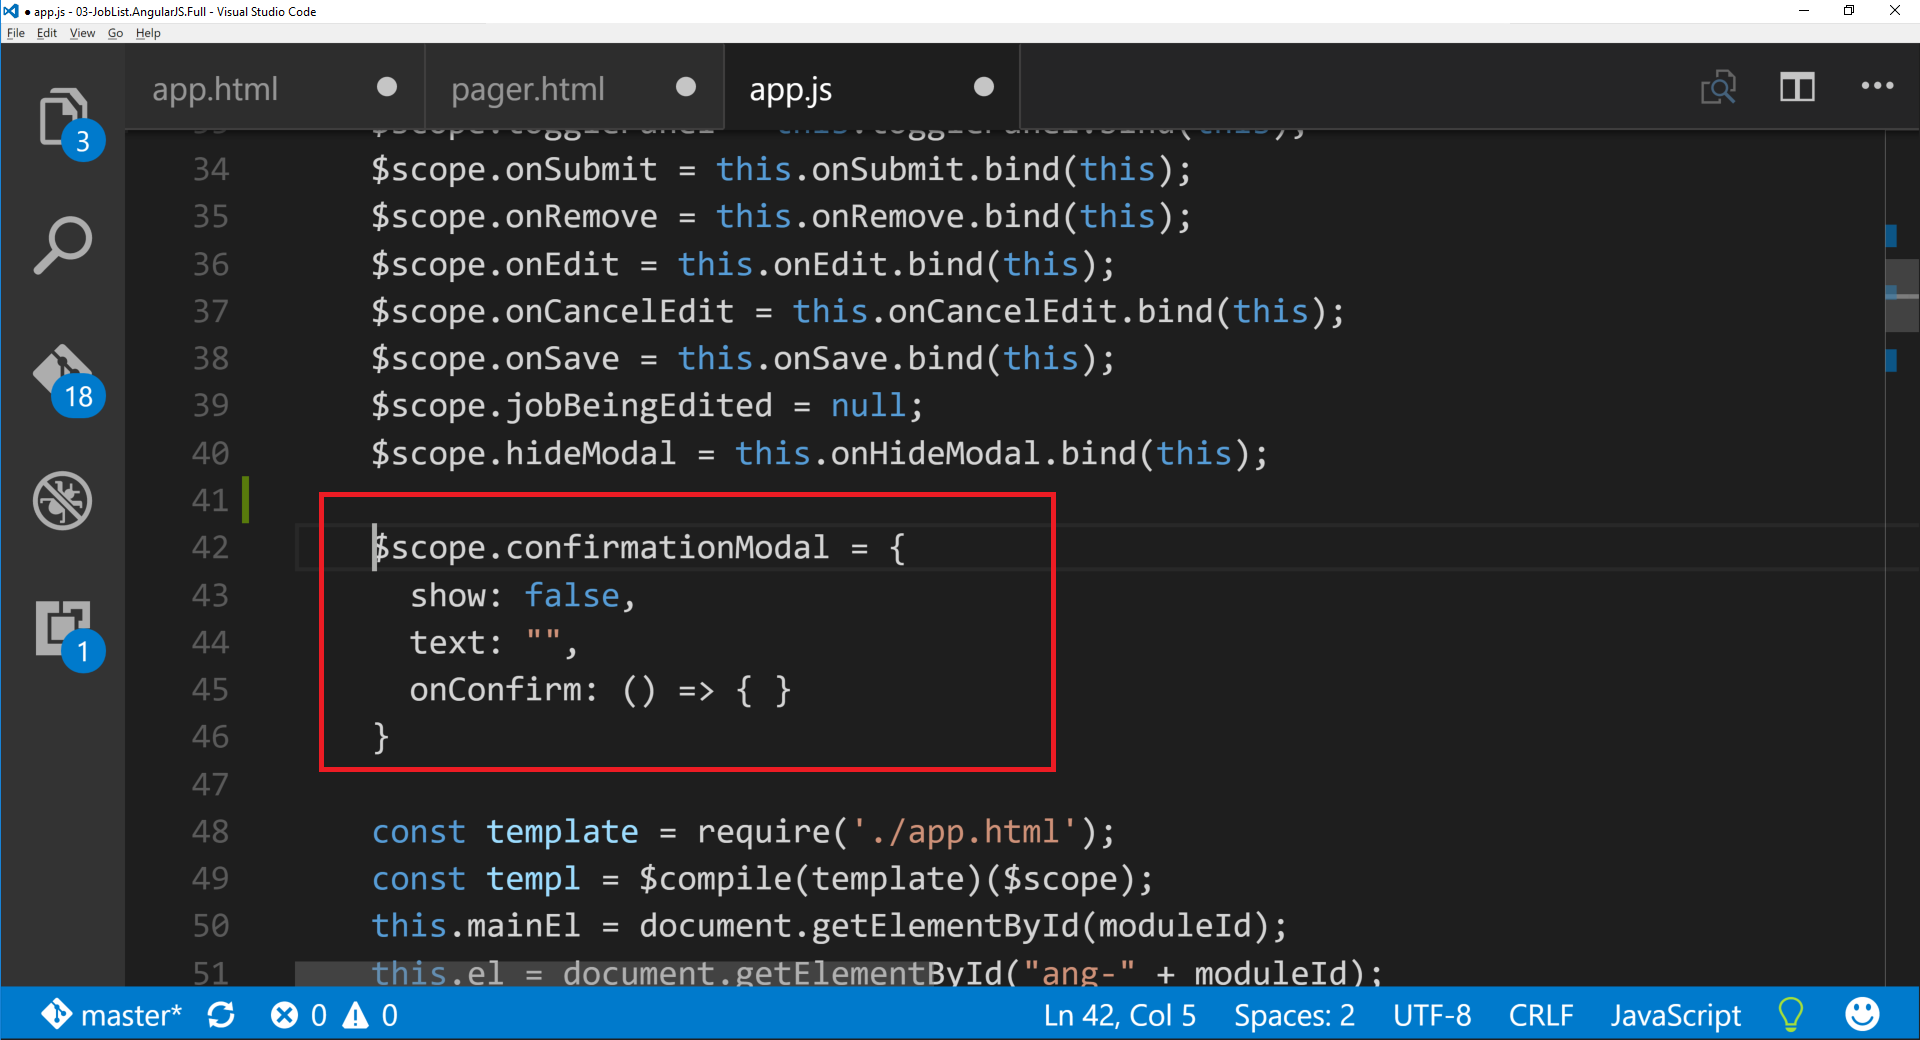 ● app.js - 03-JobList.AngularJS.Full - Visual Studio Code
File Edit View Go Help
app.html pager.html app.js
3
18
1
$scope.togglePanel = this.togglePanel.bind(this);
34 $scope.onSubmit = this.onSubmit.bind(this);
35 $scope.onRemove = this.onRemove.bind(this);
36 $scope.onEdit = this.onEdit.bind(this);
37 $scope.onCancelEdit = this.onCancelEdit.bind(this);
38 $scope.onSave = this.onSave.bind(this);
39 $scope.jobBeingEdited = null;
40 $scope.hideModal = this.onHideModal.bind(this);
41
42 $scope.confirmationModal = {
43 show: false,
44 text: "",
45 onConfirm: () => { }
46 }
47
48 const template = require('./app.html');
49 const templ = $compile(template)($scope);
50 this.mainEl = document.getElementById(moduleId);
51 this.el = document.getElementById("ang-" + moduleId);
master* 0 0 Ln 42, Col 5 Spaces: 2 UTF-8 CRLF JavaScript